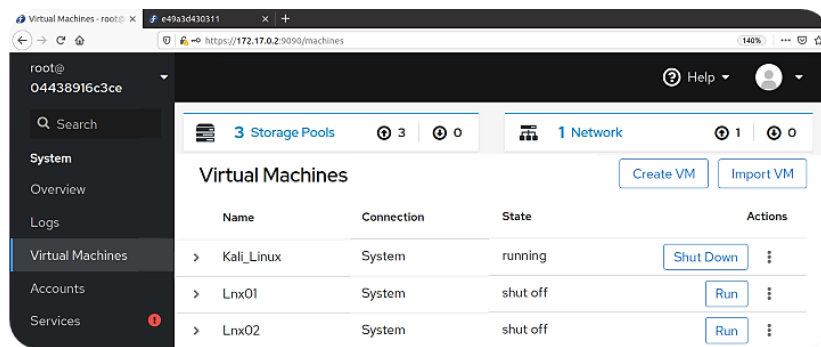 Virtual Machines - root@
e49a3d430311
https://172.17.0.2:9090/machines
140%
root@
04438916c3ce
Help
Search
3 Storage Pools 3 0
1 Network 1 0
System
Virtual Machines
Create VM
Import VM
Overview
Name Connection State Actions
Logs
Virtual Machines
Kali_Linux System running Shut Down
Accounts
Lnx01 System shut off Run
Services
Lnx02 System shut off Run